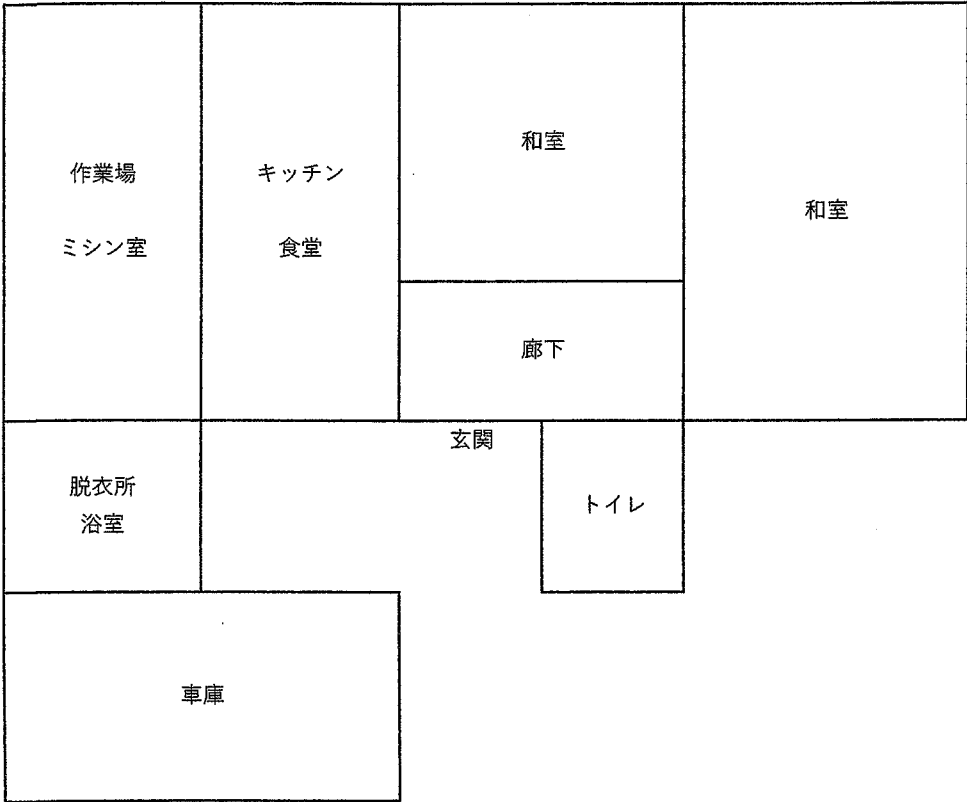 作業場
ミシン室
キッチン
食堂
和室
和室
廊下
玄関
脱衣所
浴室
トイレ
車庫